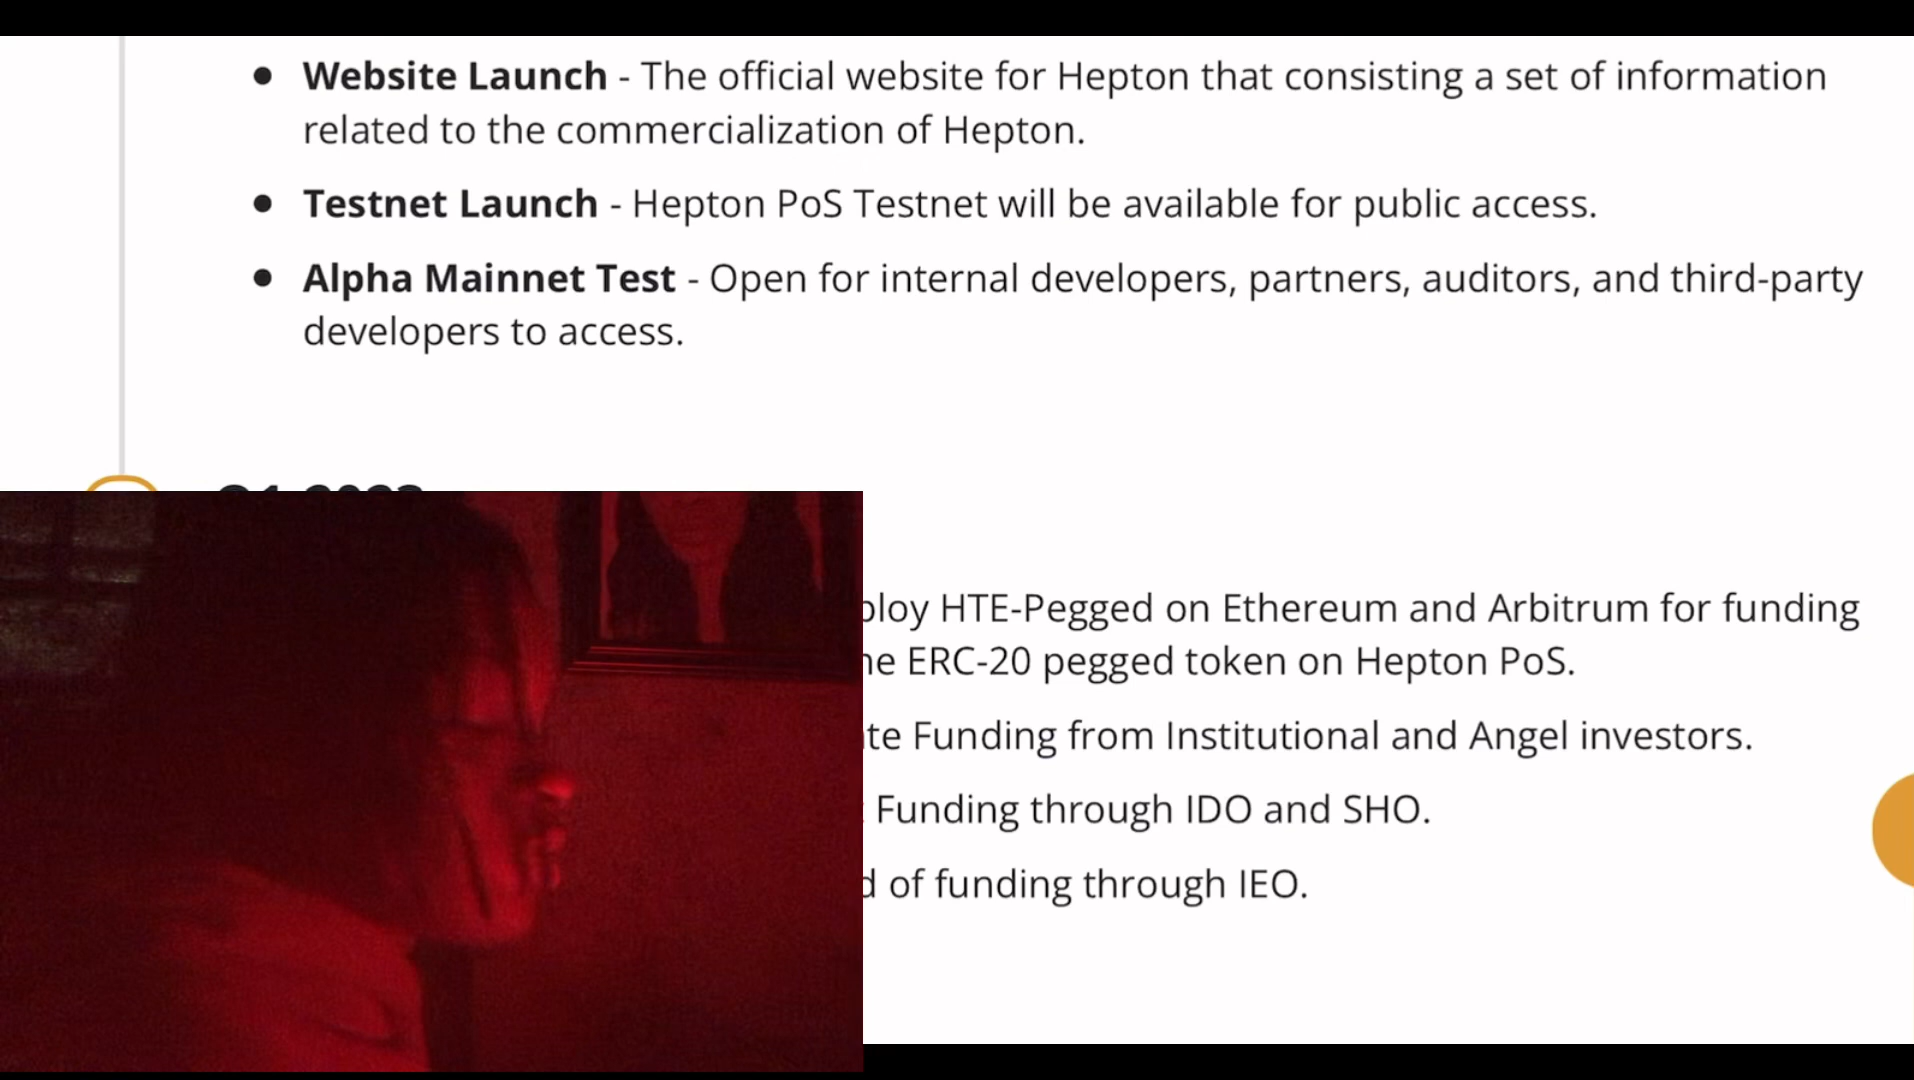 Website Launch - The official website for Hepton that consisting a set of information
related to the commercialization of Hepton.
Testnet Launch - Hepton PoS Testnet will be available for public access.
Alpha Mainnet Test - Open for internal developers, partners, auditors, and third-party
developers to access.
HTE-Pegged on Ethereum and Arbitrum for funding
ERC-20 pegged token on Hepton PoS.
Funding from Institutional and Angel investors.
Funding through IDO and SHO.
of funding through IEO.